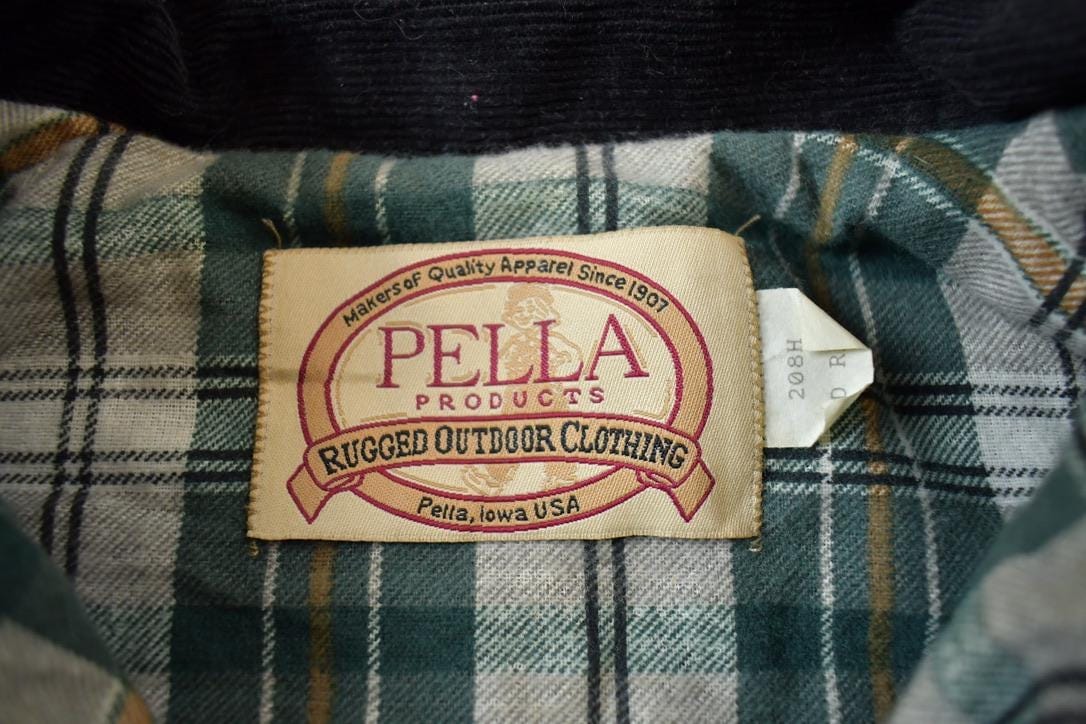 Makers of Quality Apparel Since 1907
PELLA
PRODUCTS
RUGGED OUTDOOR CLOTHING
Pella, Iowa USA
208H
D R